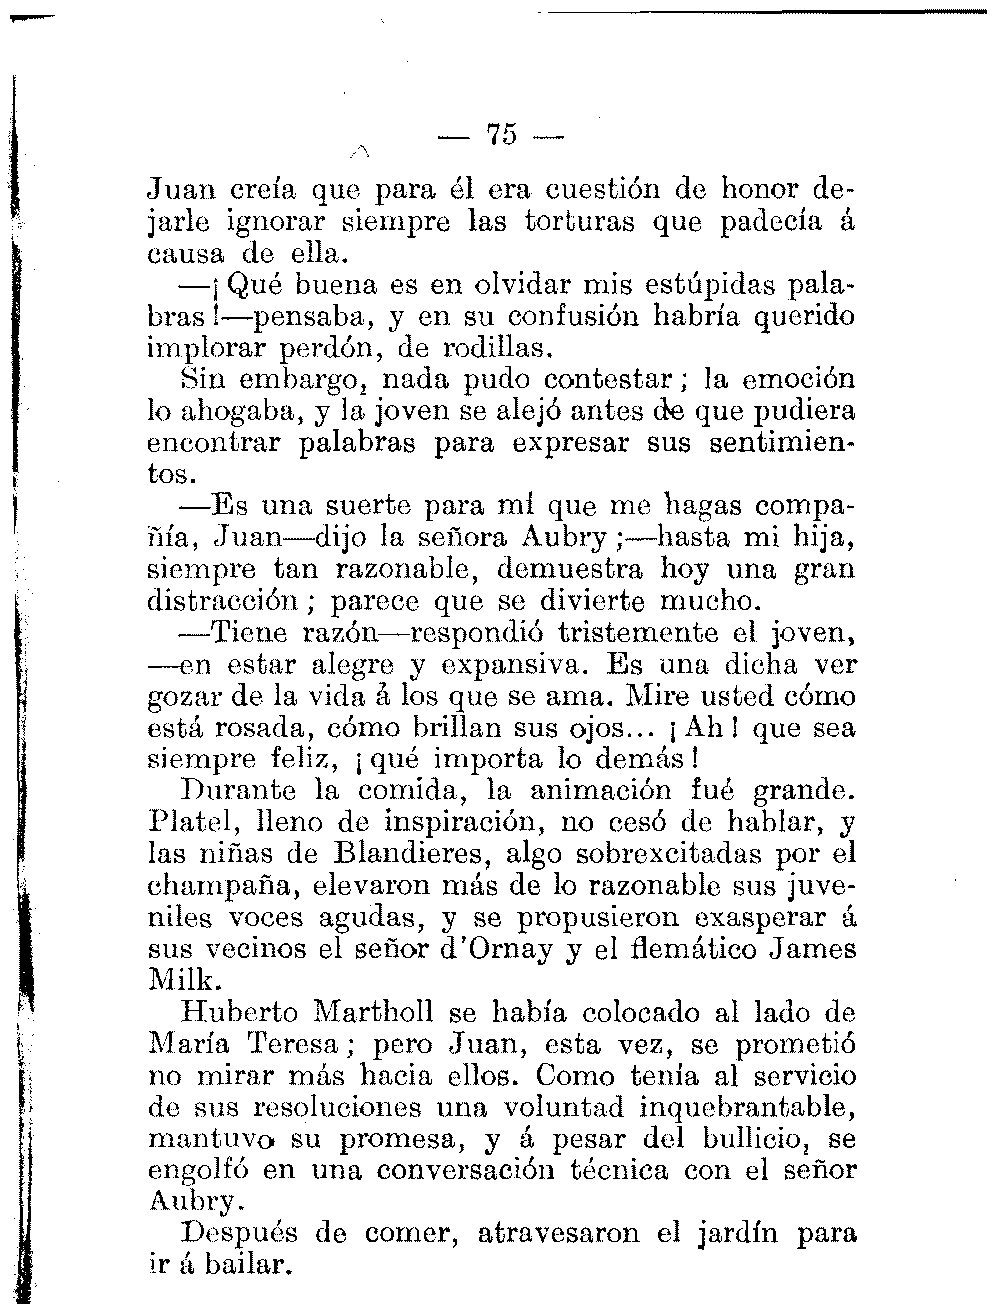 — 75 —
Juan creía que para él era cuestión de honor de-
jarle ignorar siempre las torturas que padecía á
causa de ella.
—¡Qué buena es en olvidar mis estúpidas pala-
bras!—pensaba, y en su confusión habría querido
implorar perdón, de rodillas.
Sin embargo, nada pudo contestar; la emoción
lo ahogaba, y la joven se alejó antes de que pudiera
encontrar palabras para expresar sus sentimien-
tos.
—Es una suerte para mí que me hagas compa-
ñía, Juan—dijo la señora Aubry;—hasta mi hija,
siempre tan razonable, demuestra hoy una gran
distracción; parece que se divierte mucho.
—Tiene razón—respondió tristemente el joven,
—en estar alegre y expansiva. Es una dicha ver
gozar de la vida á los que se ama. Mire usted cómo
está rosada, cómo brillan sus ojos... ¡Ah! que sea
siempre feliz, ¡qué importa lo demás!
Durante la comida, la animación fué grande.
Platel, lleno de inspiración, no cesó de hablar, y
las niñas de Blandieres, algo sobrexcitadas por el
champaña, elevaron más de lo razonable sus juve-
niles voces agudas, y se propusieron exasperar á
sus vecinos el señor d'Ornay y el flemático James
Milk.
Huberto Martholl se había colocado al lado de
María Teresa; pero Juan, esta vez, se prometió
no mirar más hacia ellos. Como tenía al servicio
de sus resoluciones una voluntad inquebrantable,
mantuvo su promesa, y á pesar del bullicio, se
engolfó en una conversación técnica con el señor
Aubry.
Después de comer, atravesaron el jardín para
ir á bailar.